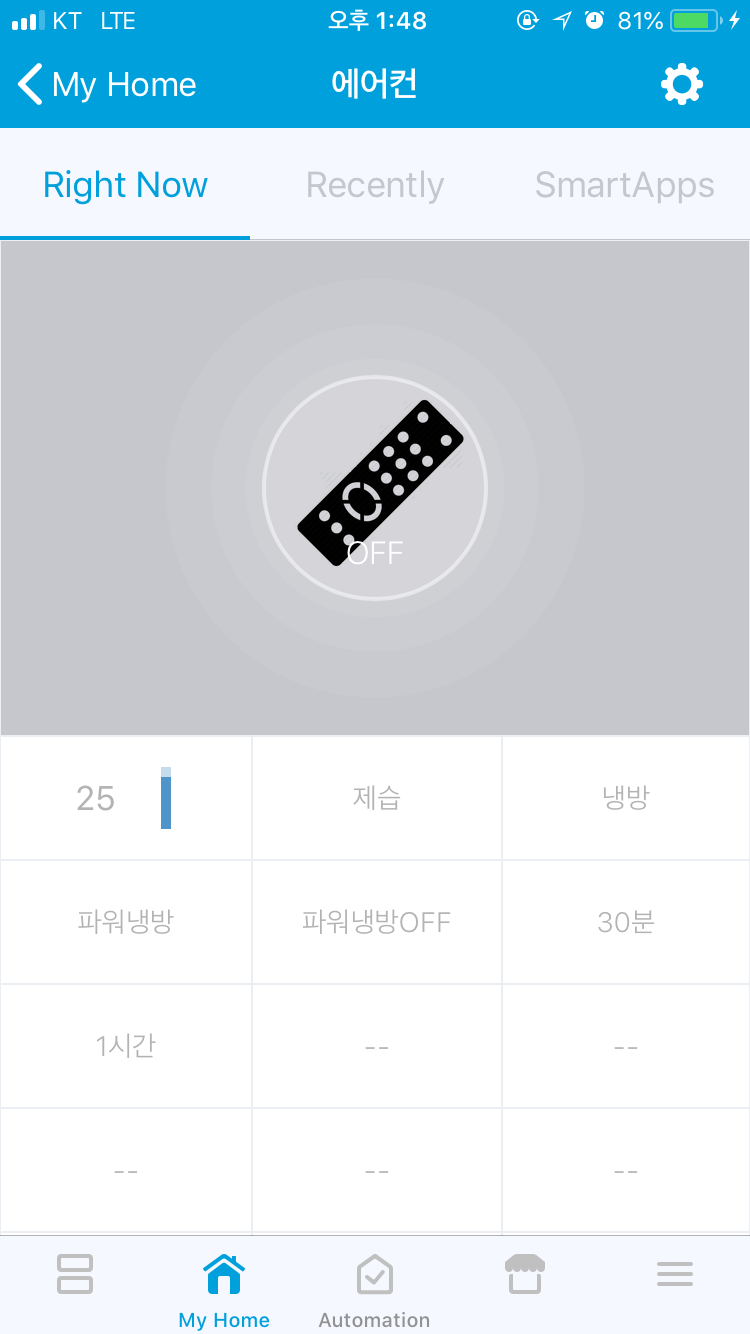 KT LTE 오후 1:48 81%
My Home 에어컨
Right Now Recently SmartApps
OFF
25 제습 냉방
파워냉방 파워냉방OFF 30분
1시간 -- --
-- -- --
My Home Automation